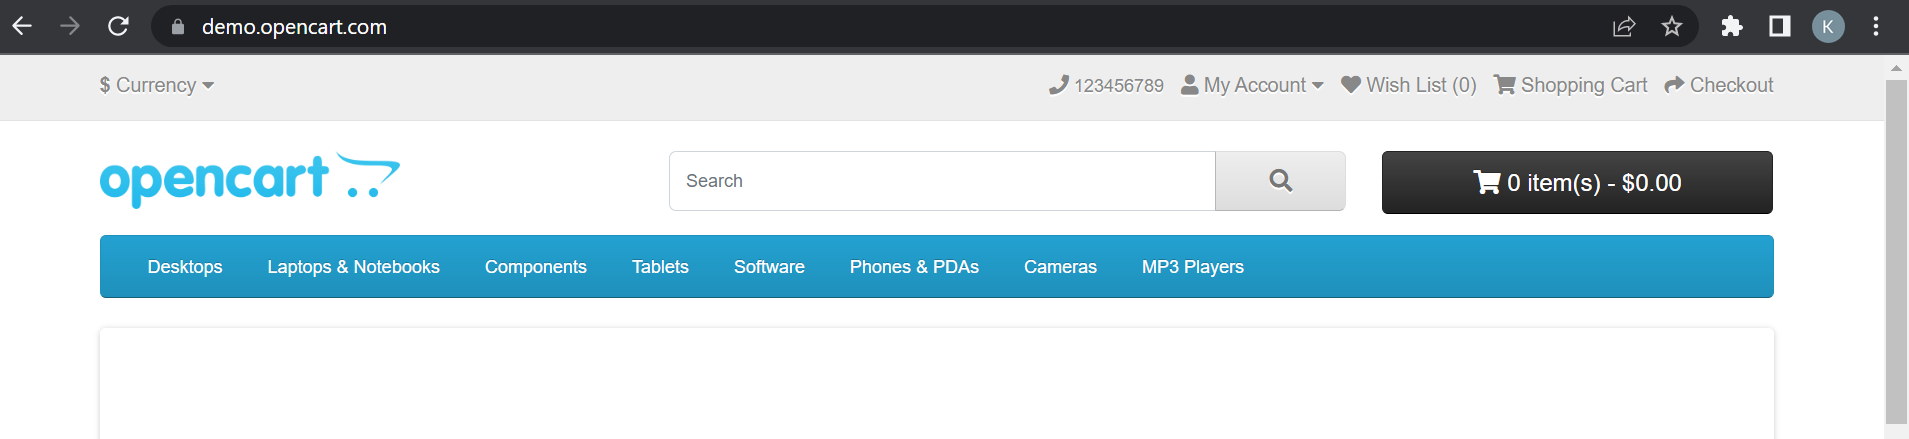 demo.opencart.com
K
$ Currency
123456789 My Account Wish List (0) Shopping Cart Checkout
opencart
Search
0 item(s) - $0.00
Desktops Laptops & Notebooks Components Tablets Software Phones & PDAs Cameras MP3 Players